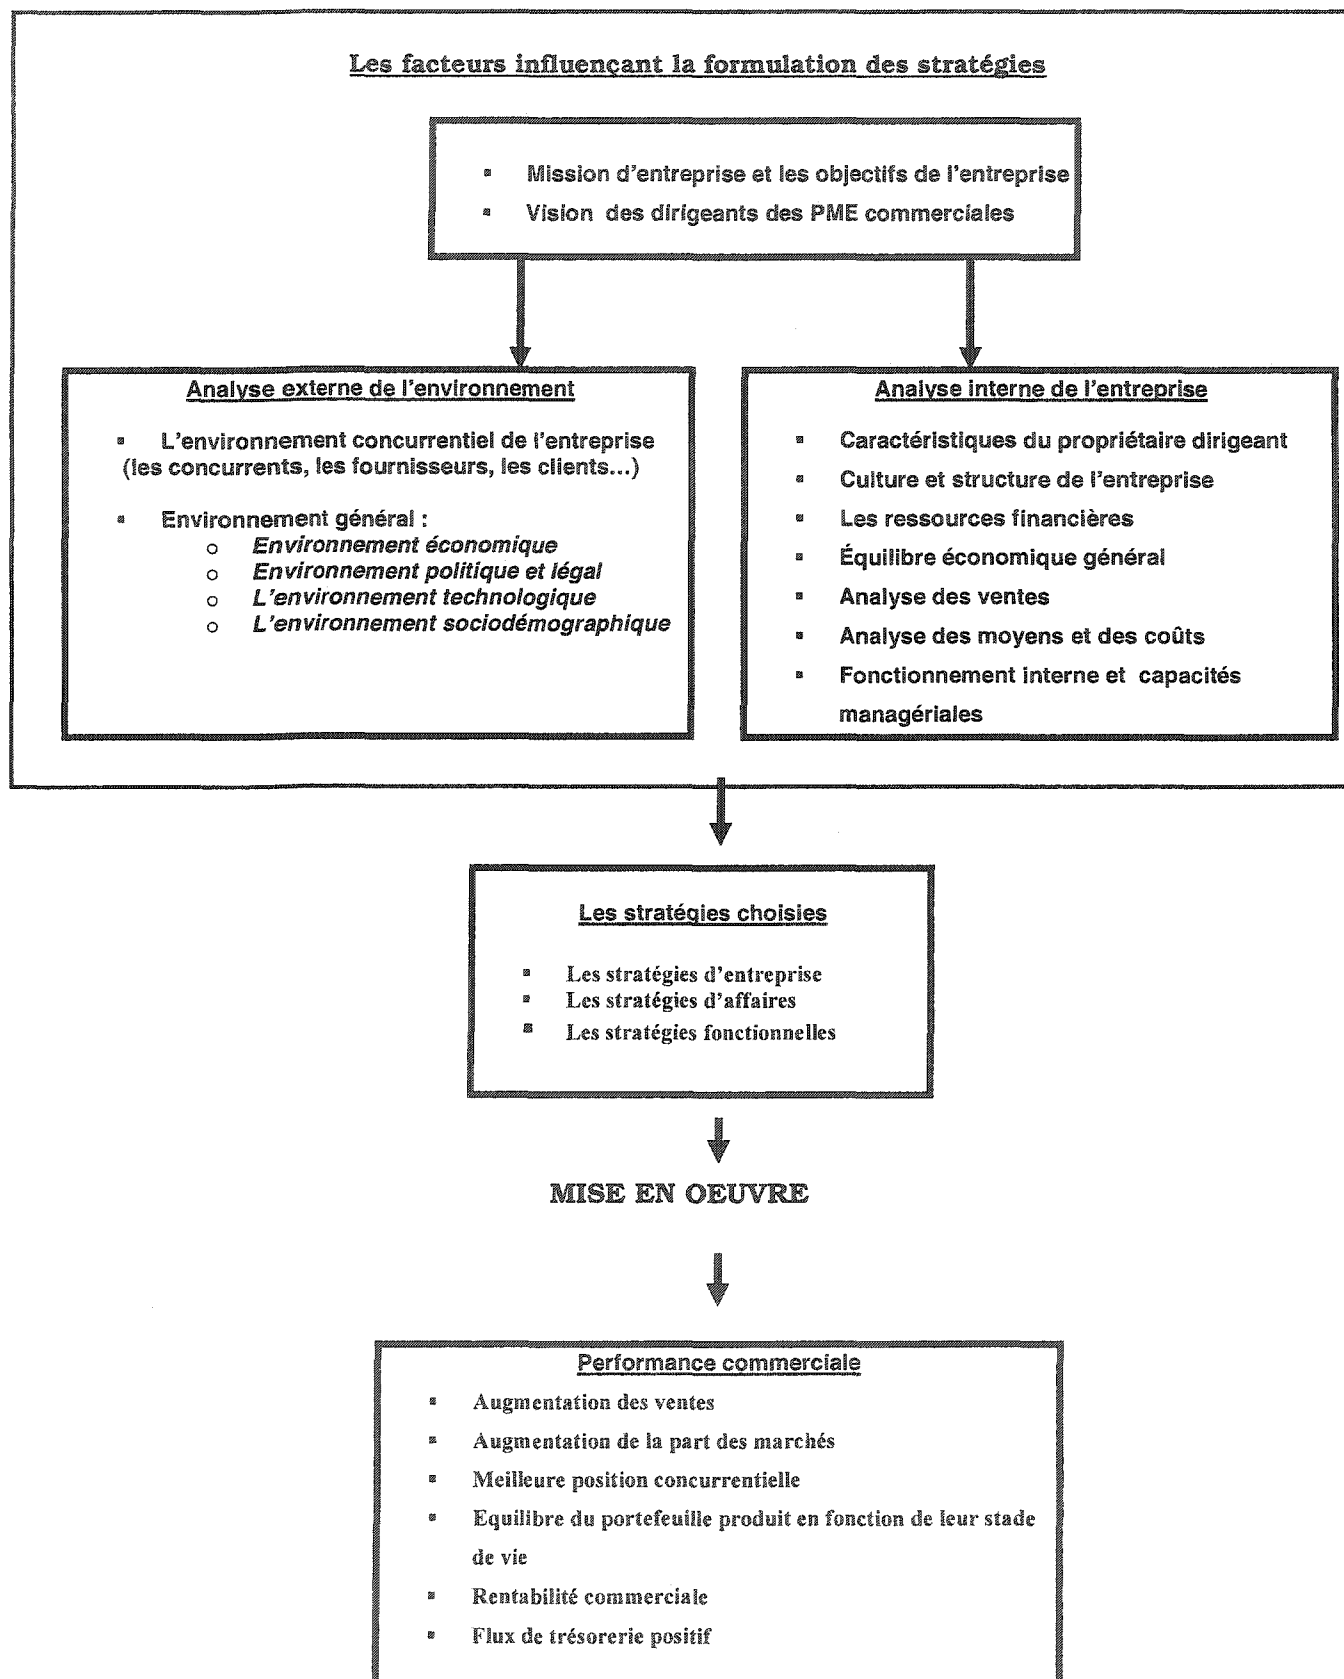 Les facteurs influençant la formulation des stratégies
▪ Mission d'entreprise et les objectifs de l'entreprise
▪ Vision des dirigeants des PME commerciales
Analyse externe de l'environnement
▪ L'environnement concurrentiel de l'entreprise
(les concurrents, les fournisseurs, les clients...)
▪ Environnement général :
o Environnement économique
o Environnement politique et légal
o L'environnement technologique
o L'environnement sociodémographique
Analyse interne de l'entreprise
▪ Caractéristiques du propriétaire dirigeant
▪ Culture et structure de l'entreprise
▪ Les ressources financières
▪ Équilibre économique général
▪ Analyse des ventes
▪ Analyse des moyens et des coûts
▪ Fonctionnement interne et capacités
managériales
Les stratégies choisies
▪ Les stratégies d'entreprise
▪ Les stratégies d'affaires
▪ Les stratégies fonctionnelles
MISE EN OEUVRE
Performance commerciale
▪ Augmentation des ventes
▪ Augmentation de la part des marchés
▪ Meilleure position concurrentielle
▪ Equilibre du portefeuille produit en fonction de leur stade
de vie
▪ Rentabilité commerciale
▪ Flux de trésorerie positif